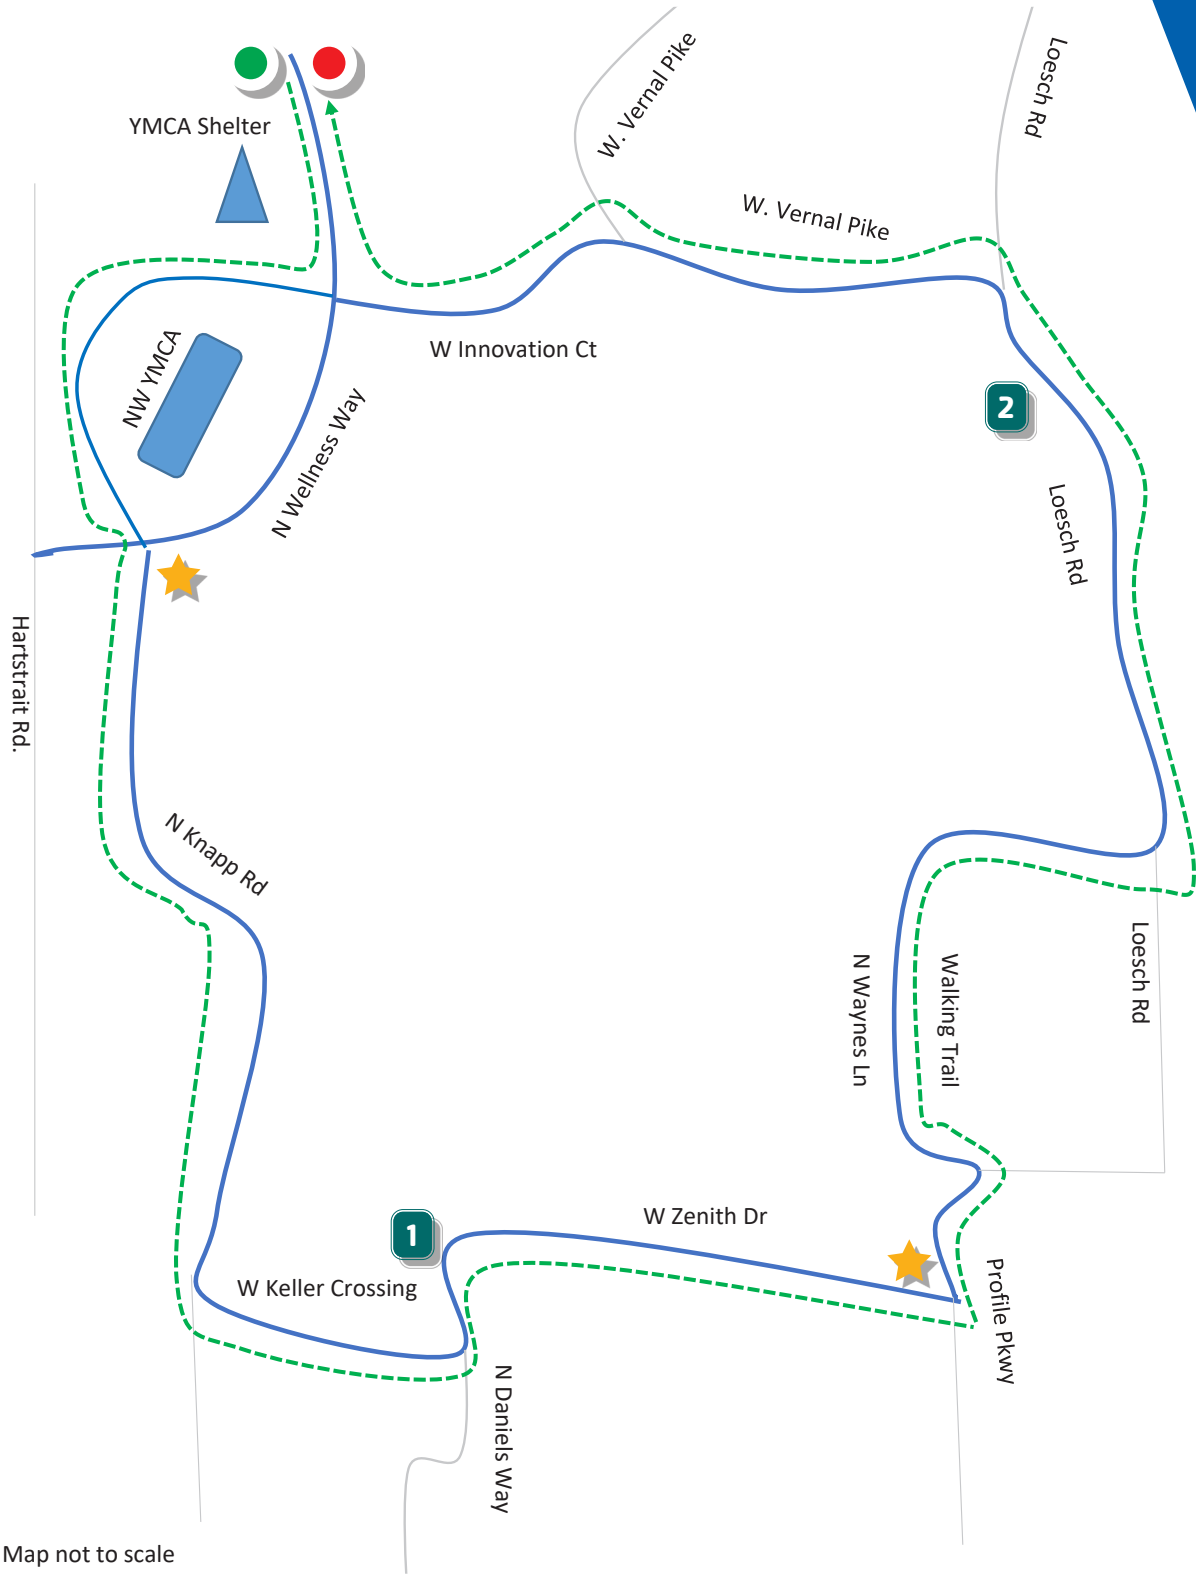 W. Vernal Pike
Loesch Rd
YMCA Shelter
W. Vernal Pike
NW YMCA
W Innovation Ct
2
N Wellness Way
Loesch Rd
Hartstrait Rd.
N Knapp Rd
Loesch Rd
N Waynes Ln
Walking Trail
1
W Zenith Dr
W Keller Crossing
Profile Pkwy
N Daniels Way
Map not to scale